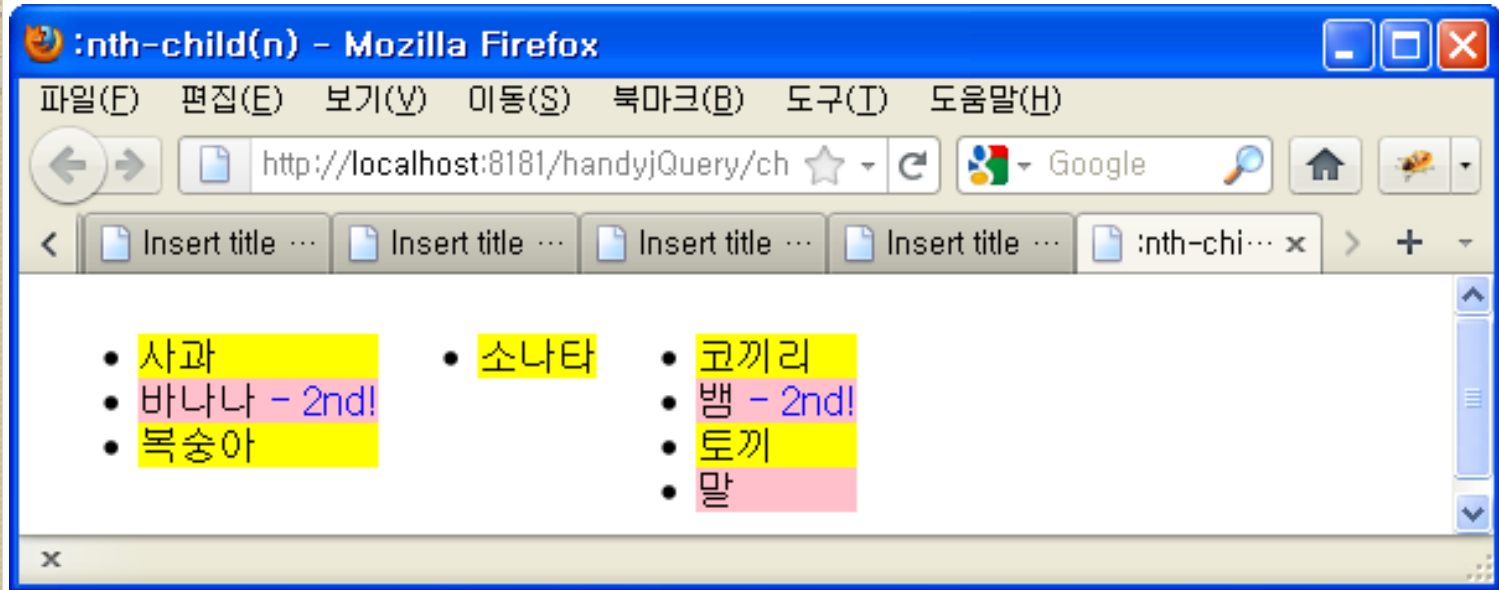 :nth-child(n) - Mozilla Firefox
파일(F) 편집(E) 보기(V) 이동(S) 북마크(B) 도구(T) 도움말(H)
http://localhost:8181/handyjQuery/ch Google
Insert title ⋯ Insert title ⋯ Insert title ⋯ Insert title ⋯ :nth-chi⋯
사과
바나나 - 2nd!
복숭아
소나타
코끼리
뱀 - 2nd!
토끼
말